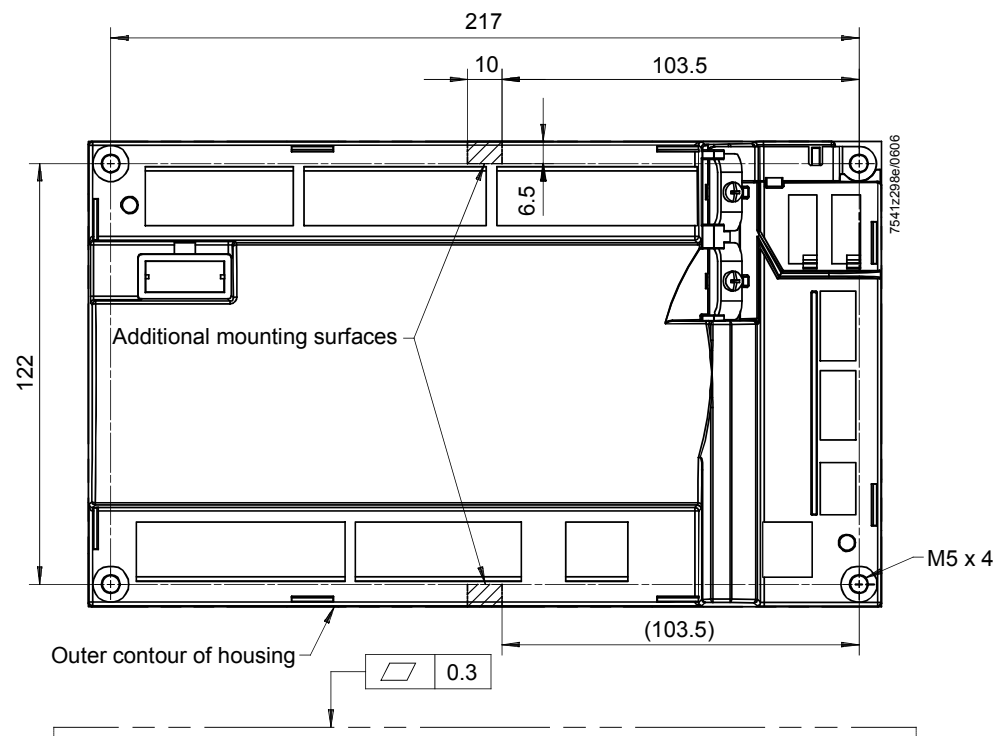 217
10
103.5
7541z298e/0606
6.5
Additional mounting surfaces
122
M5 x 4
(103.5)
Outer contour of housing
0.3